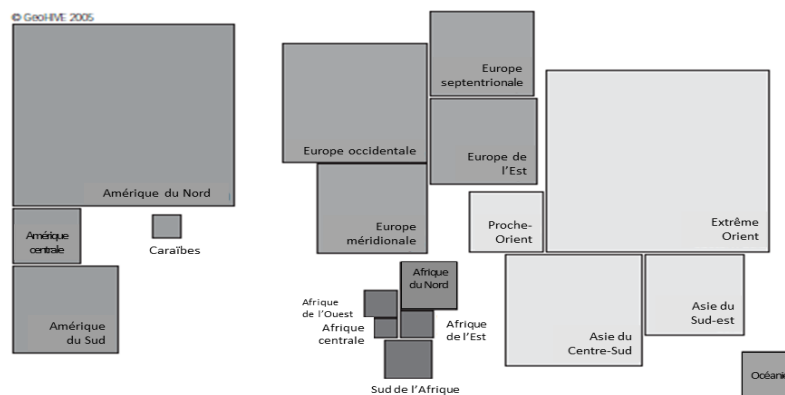 © GeoHIVE 2005
Amérique du Nord
Amérique
centrale
Caraïbes
Amérique
du Sud
Europe
septentrionale
Europe occidentale
Europe de
l'Est
Europe
méridionale
Proche-
Orient
Extrême
Orient
Afrique
du Nord
Afrique
de l'Ouest
Afrique
centrale
Afrique
de l'Est
Sud de l'Afrique
Asie du
Centre-Sud
Asie du
Sud-est
Océanie